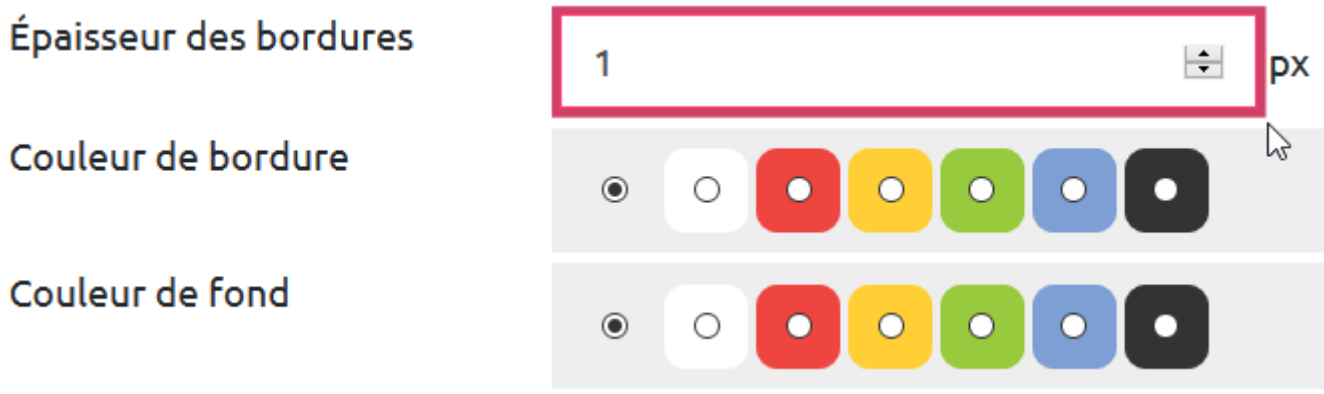 Épaisseur des bordures
1
px
Couleur de bordure
Couleur de fond